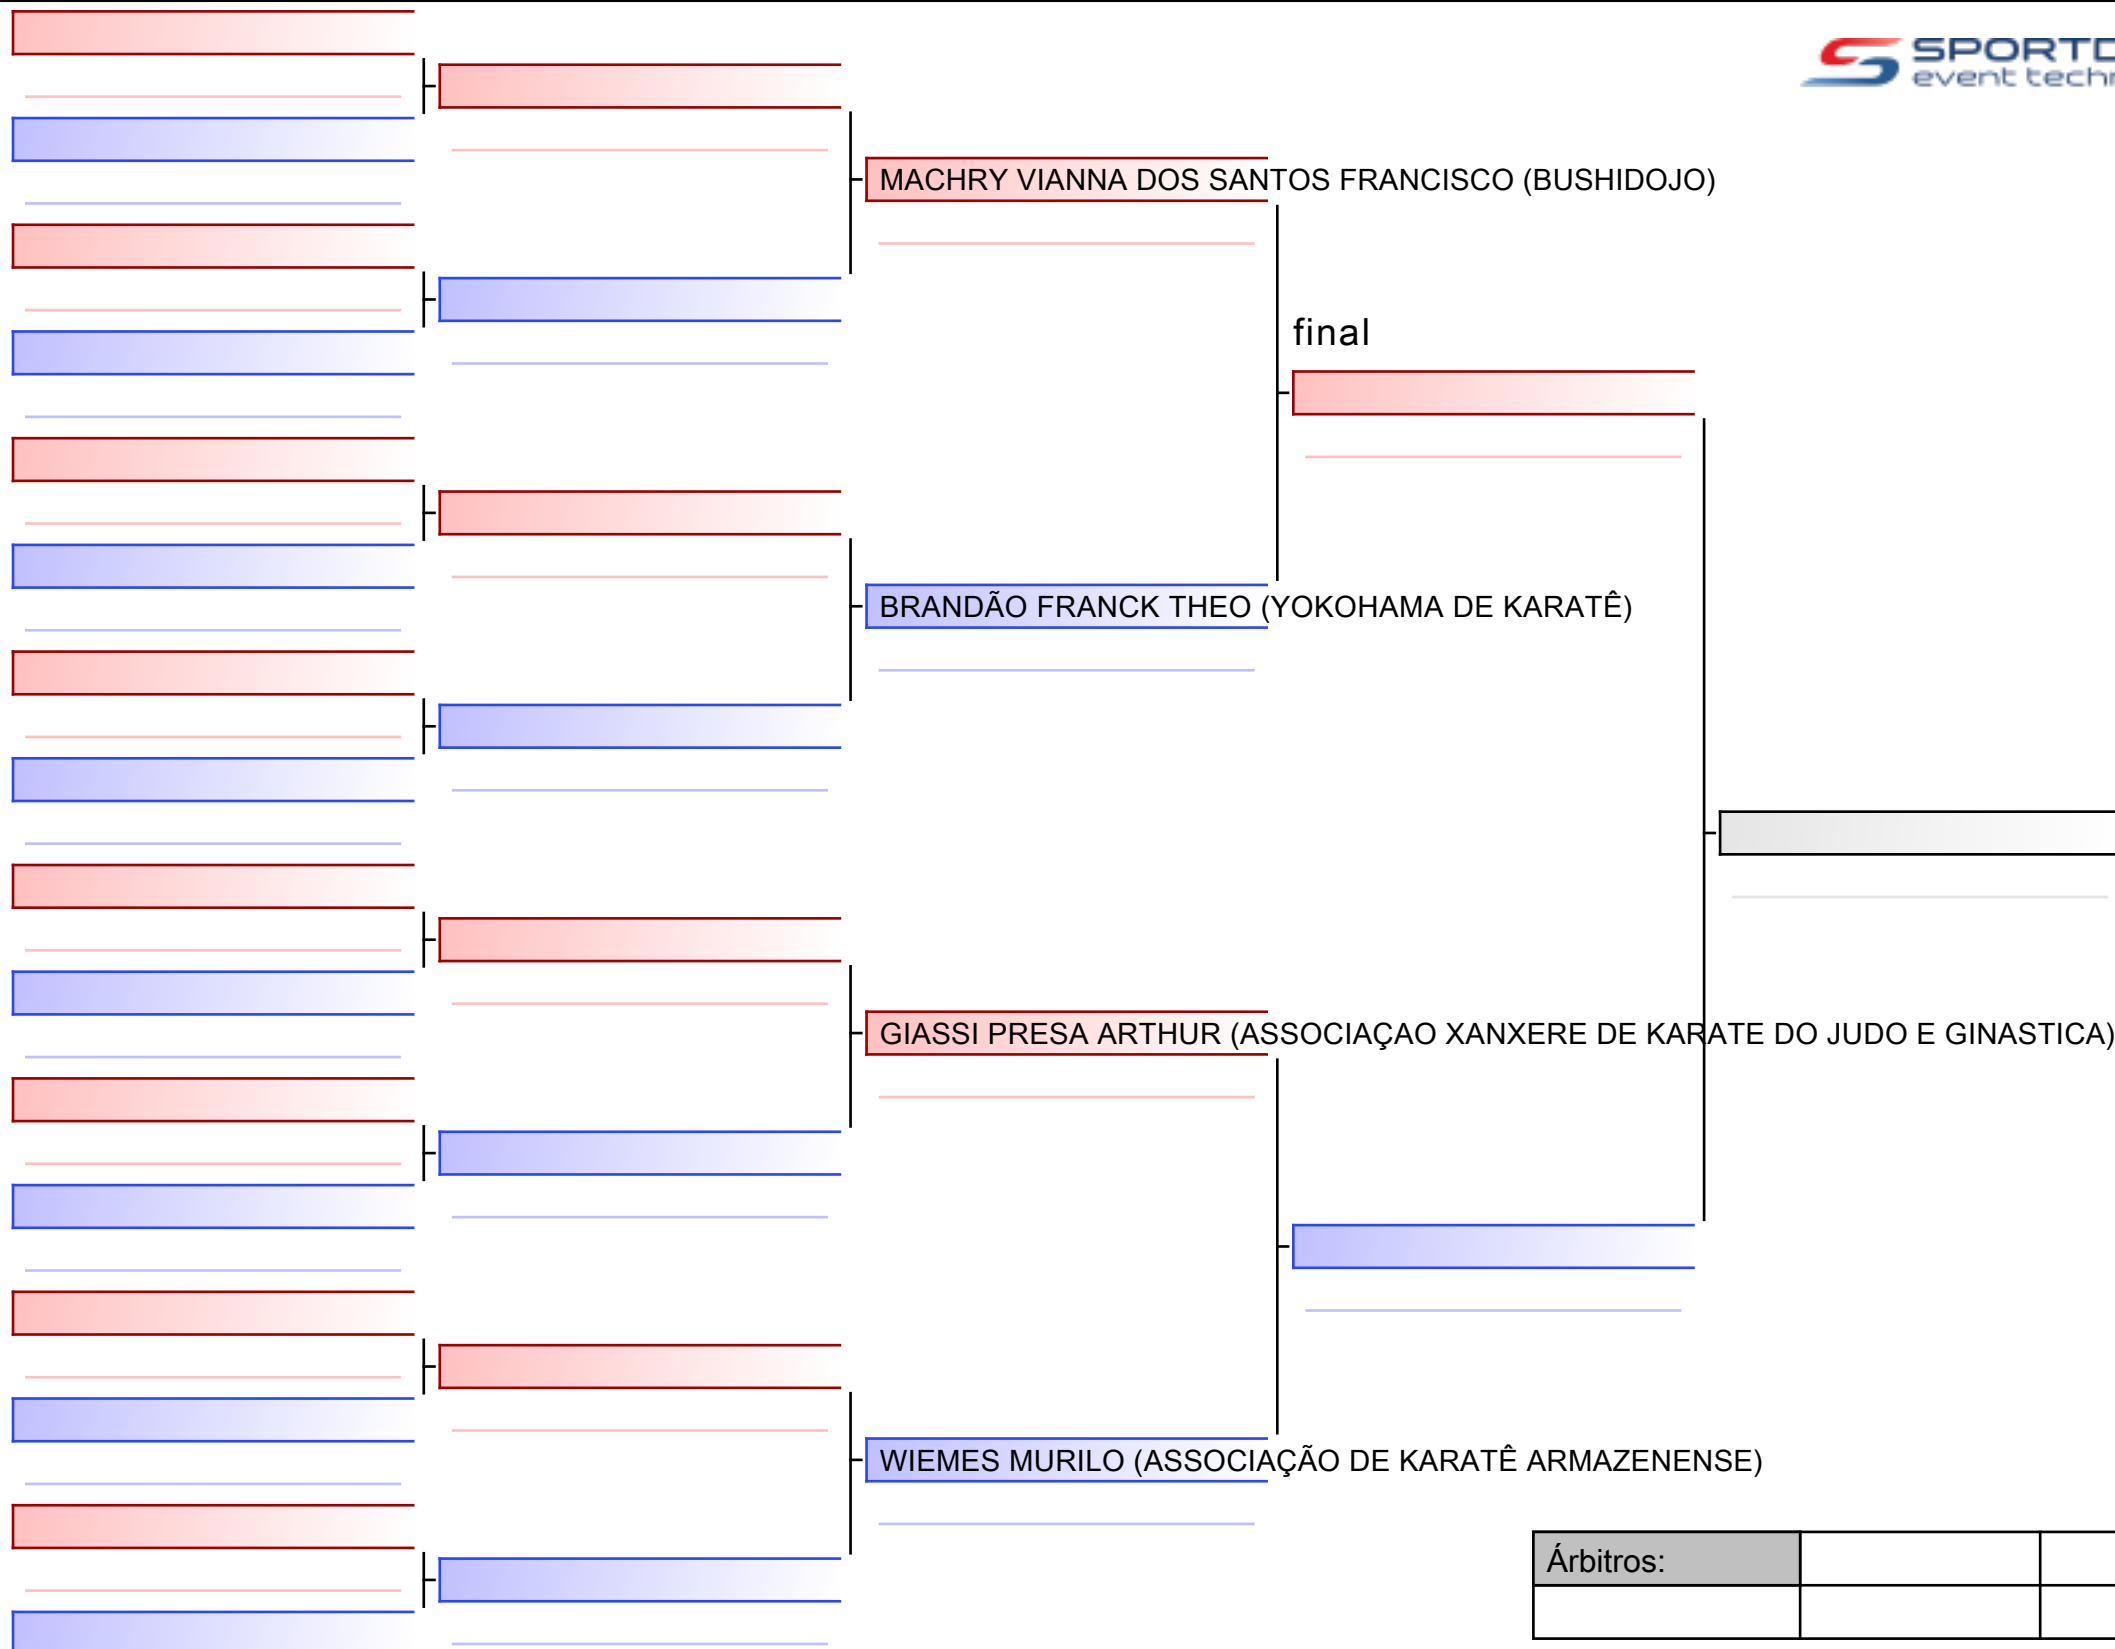 SPORTD
event techn
MACHRY VIANNA DOS SANTOS FRANCISCO (BUSHIDOJO)
final
BRANDÃO FRANCK THEO (YOKOHAMA DE KARATÊ)
GIASSI PRESA ARTHUR (ASSOCIAÇAO XANXERE DE KARATE DO JUDO E GINASTICA)
WIEMES MURILO (ASSOCIAÇÃO DE KARATÊ ARMAZENENSE)
Árbitros: